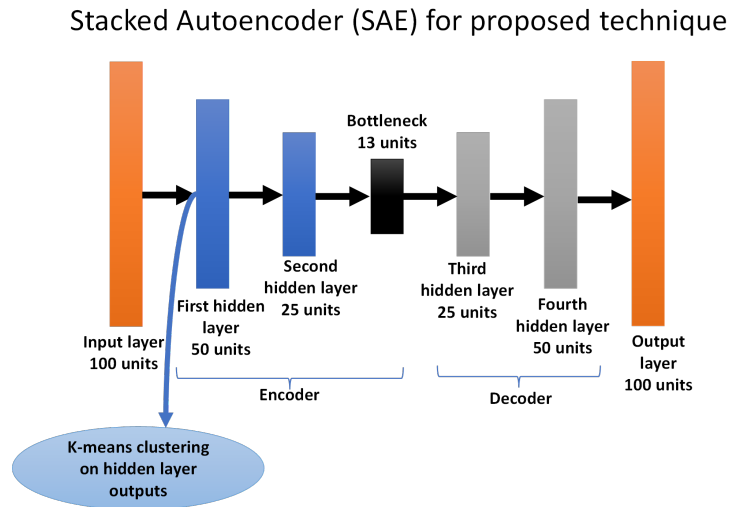 Stacked Autoencoder (SAE) for proposed technique
Input layer
100 units
First hidden
layer
50 units
Second
hidden layer
25 units
Bottleneck
13 units
Third
hidden layer
25 units
Fourth
hidden layer
50 units
Output
layer
100 units
Encoder
Decoder
K-means clustering
on hidden layer
outputs